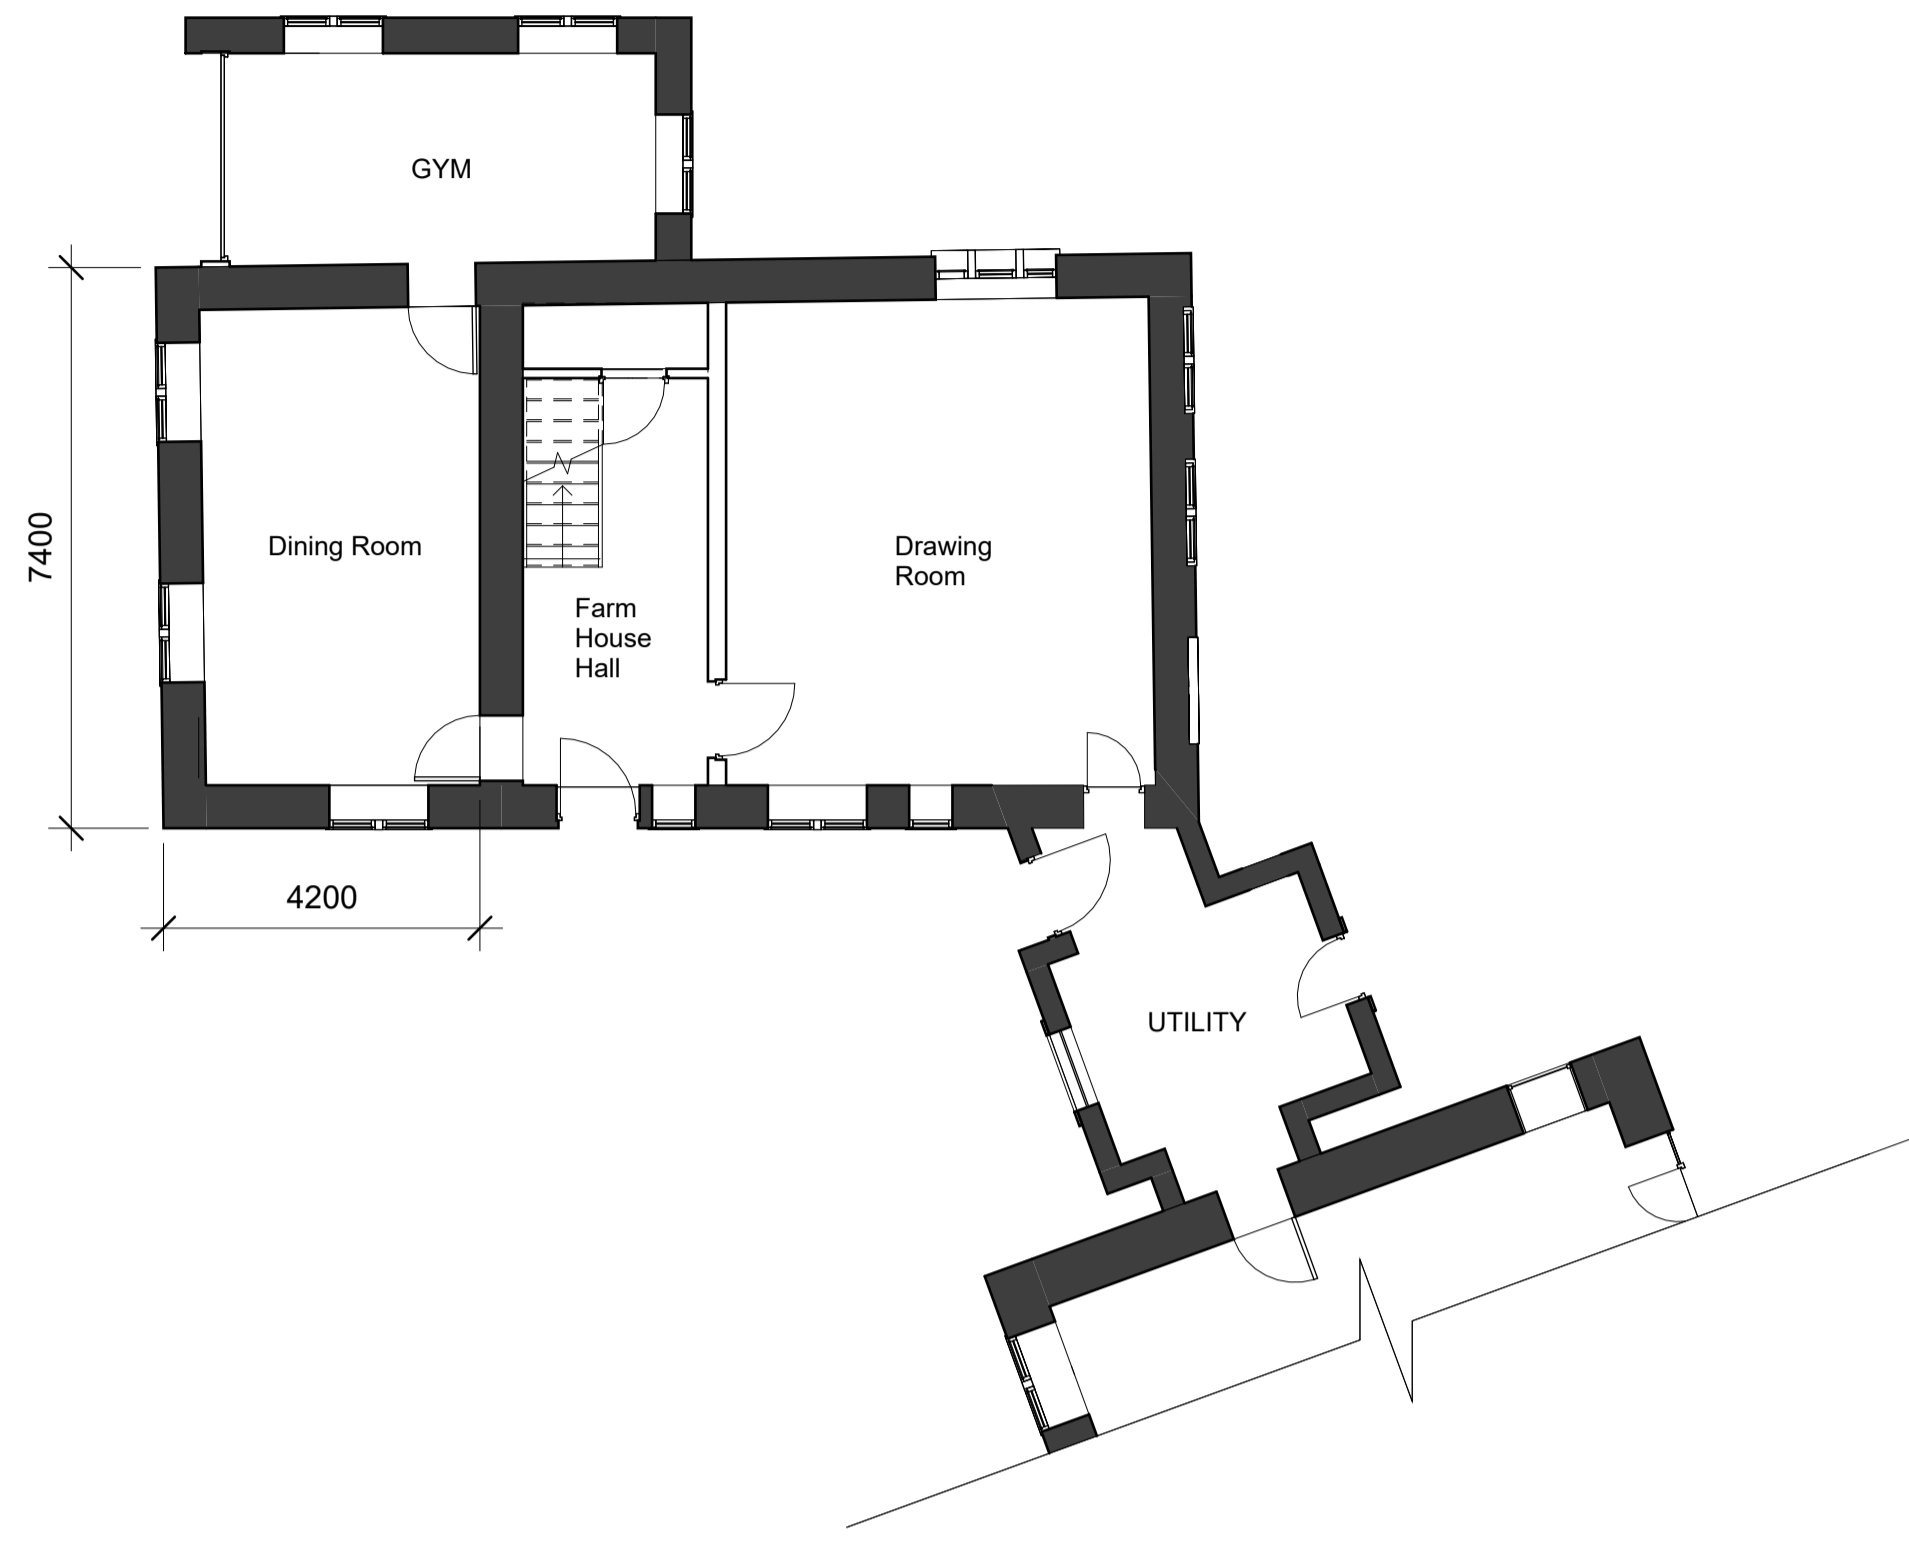 GYM
7400
Dining Room
Drawing
Room
Farm
House
Hall
4200
UTILITY